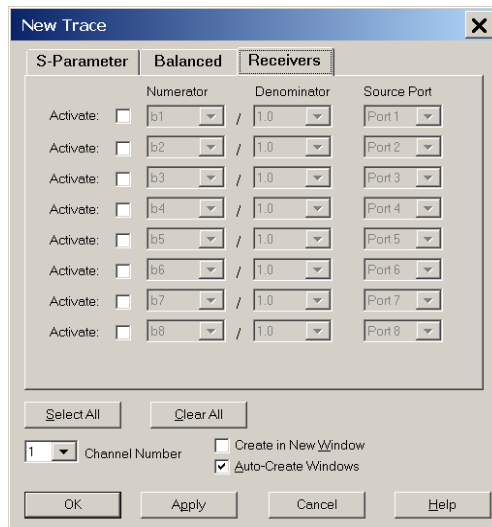 New Trace
S-Parameter Balanced Receivers
Numerator Denominator Source Port
Activate: b1 / 1.0 Port 1
Activate: b2 / 1.0 Port 2
Activate: b3 / 1.0 Port 3
Activate: b4 / 1.0 Port 4
Activate: b5 / 1.0 Port 5
Activate: b6 / 1.0 Port 6
Activate: b7 / 1.0 Port 7
Activate: b8 / 1.0 Port 8
Select All Clear All
1 Channel Number
Create in New Window
Auto-Create Windows
OK Apply Cancel Help